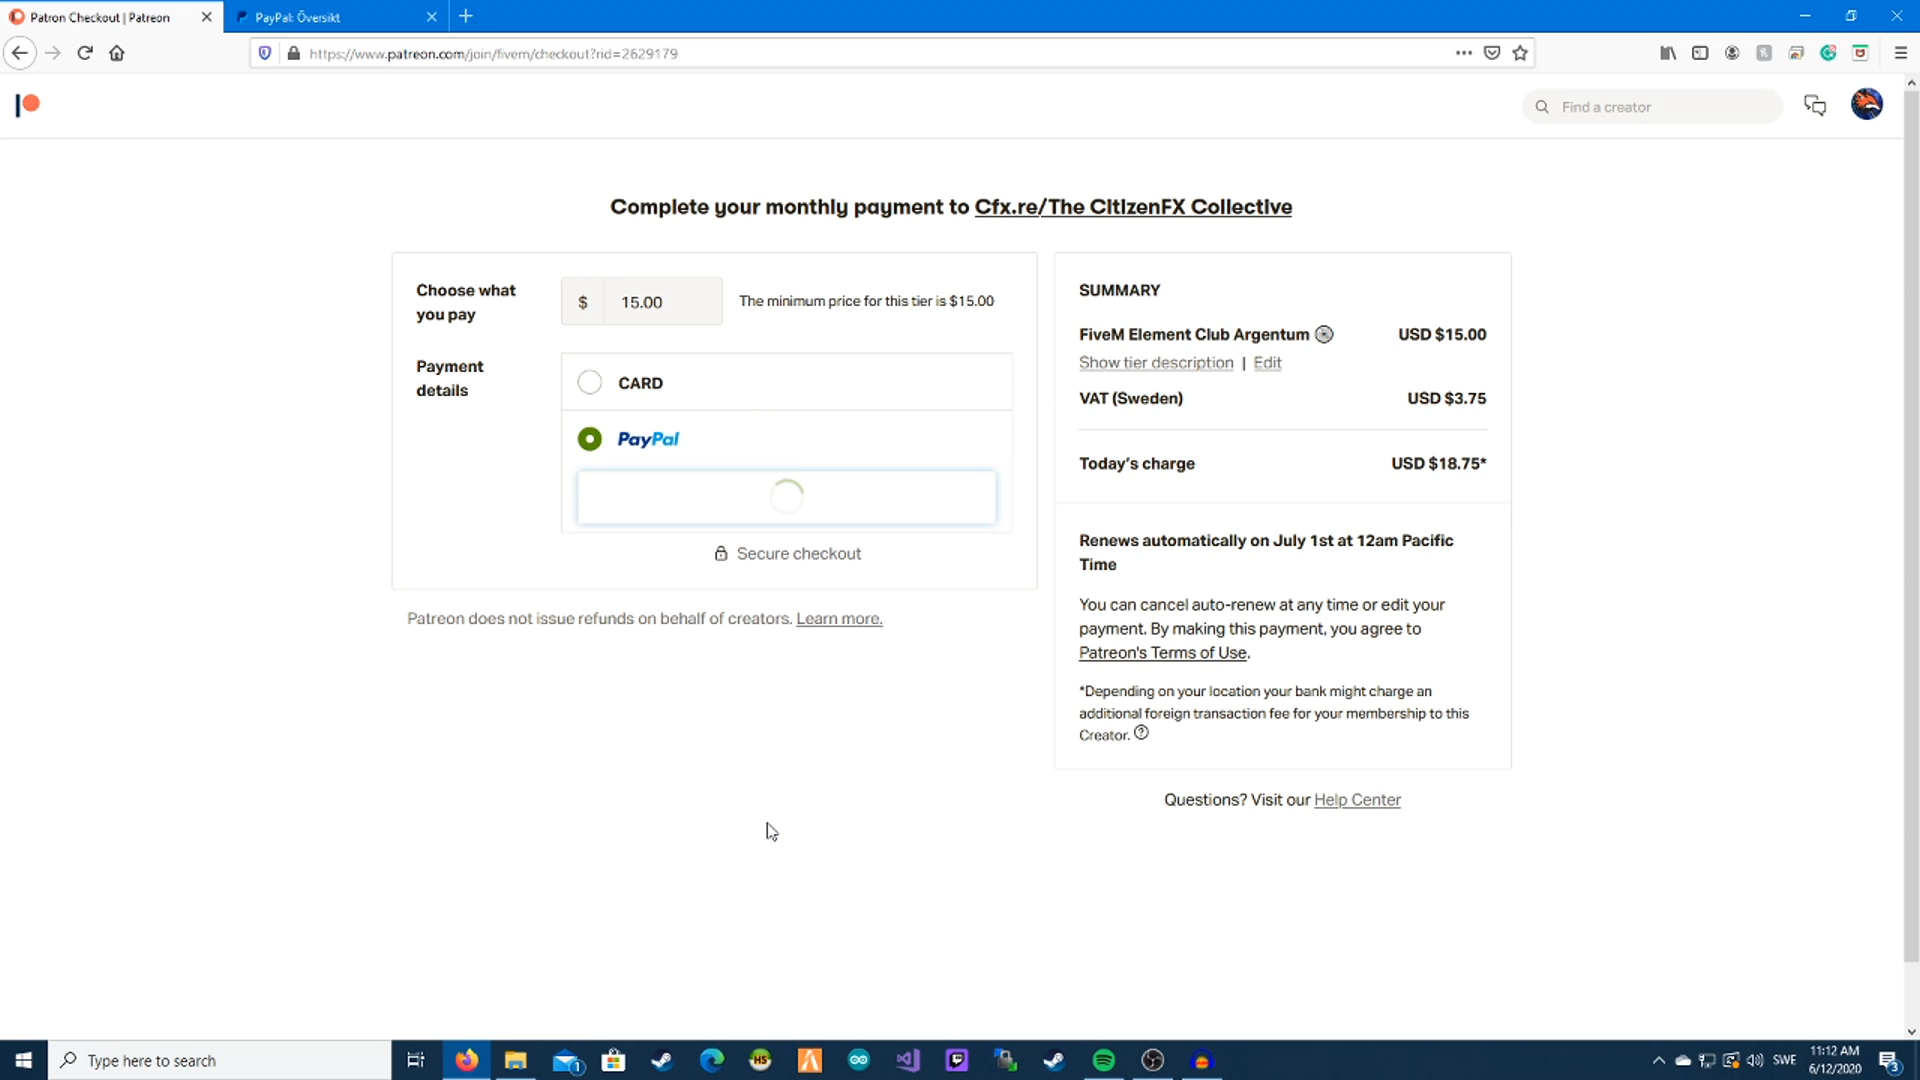 Patron Checkout | Patreon
PayPal: Översikt
https://www.patreon.com/join/fivem/checkout?rid=2629179
Find a creator
Complete your monthly payment to Cfx.re/The CitizenFX Collective
Choose what
you pay
$ 15.00
The minimum price for this tier is $15.00
Payment
details
CARD
PayPal
Secure checkout
Patreon does not issue refunds on behalf of creators. Learn more.
SUMMARY
FiveM Element Club Argentum USD $15.00
Show tier description | Edit
VAT (Sweden) USD $3.75
Today's charge USD $18.75*
Renews automatically on July 1st at 12am Pacific
Time
You can cancel auto-renew at any time or edit your
payment. By making this payment, you agree to
Patreon's Terms of Use.
*Depending on your location your bank might charge an
additional foreign transaction fee for your membership to this
Creator.
Questions? Visit our Help Center
Type here to search
1
HS
SWE
11:12 AM
6/12/2020
3